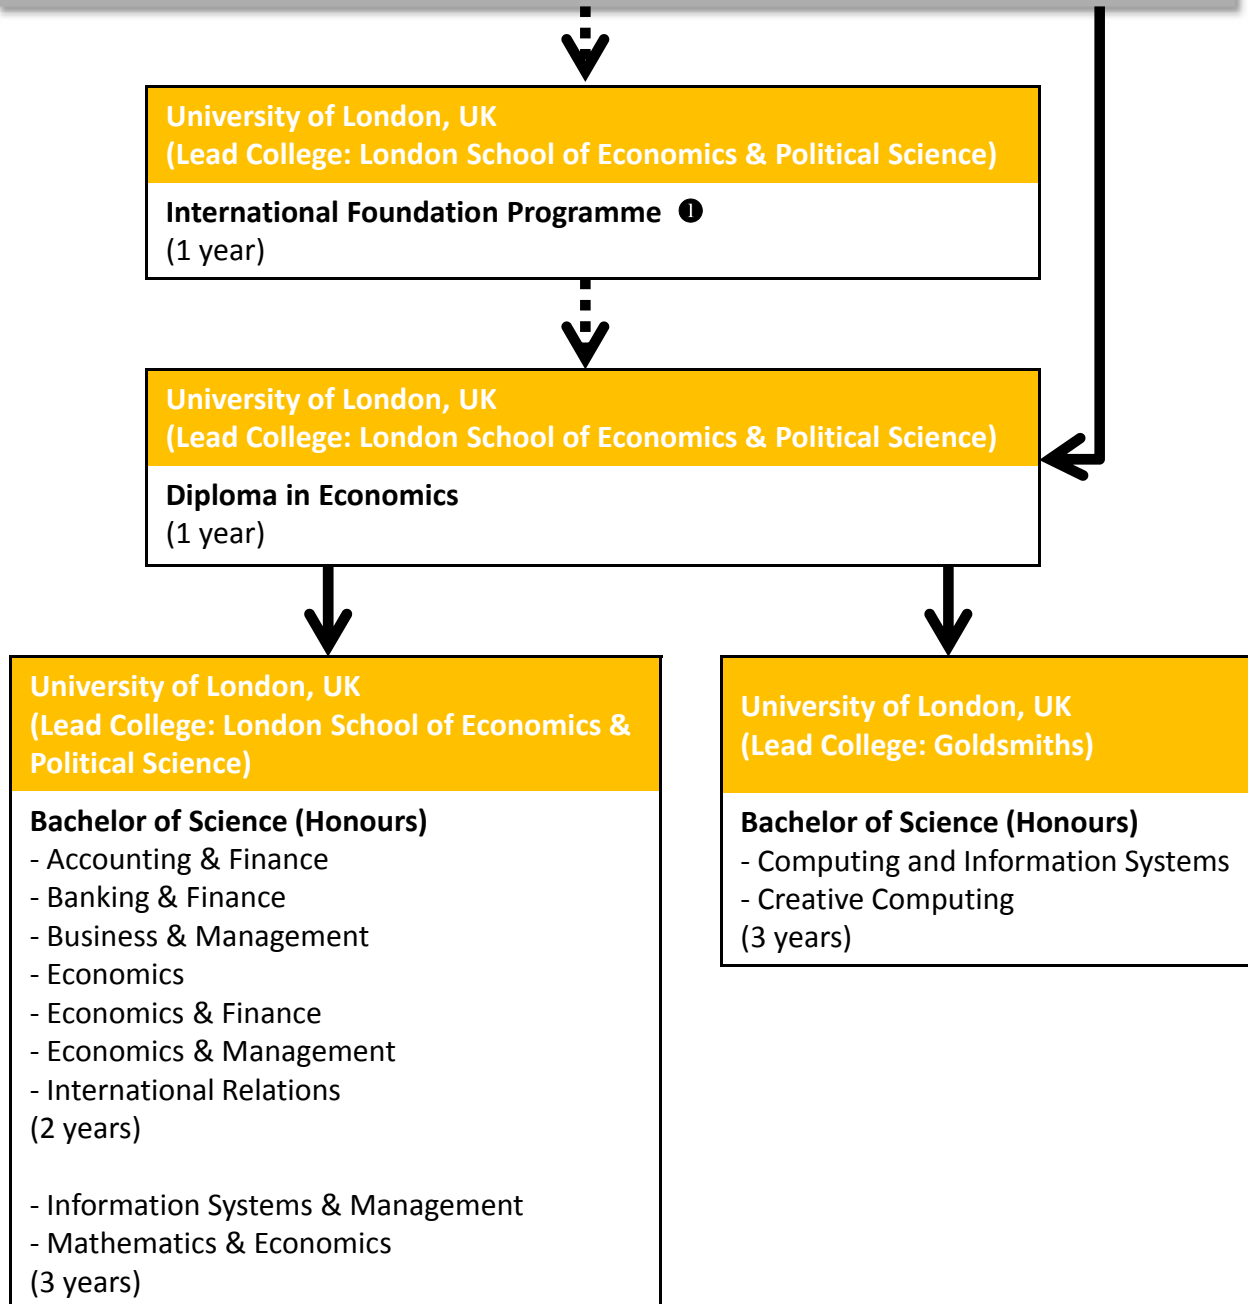 University of London, UK
(Lead College: London School of Economics & Political Science)
International Foundation Programme ❶
(1 year)
University of London, UK
(Lead College: London School of Economics & Political Science)
Diploma in Economics
(1 year)
University of London, UK
(Lead College: London School of Economics &
Political Science)
Bachelor of Science (Honours)
- Accounting & Finance
- Banking & Finance
- Business & Management
- Economics
- Economics & Finance
- Economics & Management
- International Relations
(2 years)
- Information Systems & Management
- Mathematics & Economics
(3 years)
University of London, UK
(Lead College: Goldsmiths)
Bachelor of Science (Honours)
- Computing and Information Systems
- Creative Computing
(3 years)